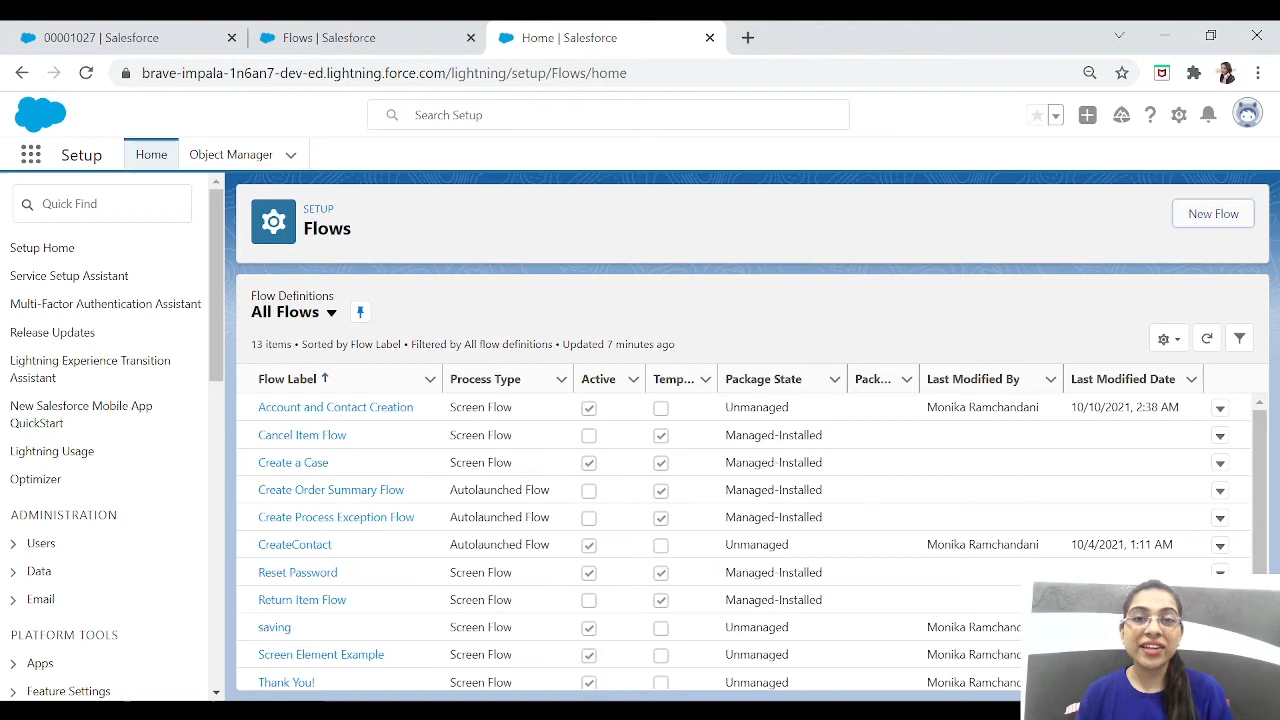 00001027 | Salesforce
Flows | Salesforce
Home | Salesforce
brave-impala-1n6an7-dev-ed.lightning.force.com/lightning/setup/Flows/home
Search Setup
Setup
Home
Object Manager
Quick Find
Setup Home
Service Setup Assistant
Multi-Factor Authentication Assistant
Release Updates
Lightning Experience Transition
Assistant
New Salesforce Mobile App
QuickStart
Lightning Usage
Optimizer
ADMINISTRATION
Users
Data
Email
PLATFORM TOOLS
Apps
Feature Settings
SETUP
Flows
New Flow
Flow Definitions
All Flows
13 items • Sorted by Flow Label • Filtered by All flow definitions • Updated 7 minutes ago
Flow Label Process Type Active Temp... Package State Pack... Last Modified By Last Modified Date
Account and Contact Creation Screen Flow Unmanaged Monika Ramchandani 10/10/2021, 2:38 AM
Cancel Item Flow Screen Flow Managed-Installed
Create a Case Screen Flow Managed-Installed
Create Order Summary Flow Autolaunched Flow Managed-Installed
Create Process Exception Flow Autolaunched Flow Managed-Installed
CreateContact Autolaunched Flow Unmanaged Monika Ramchandani 10/4/2021, 1:11 AM
Reset Password Screen Flow Managed-Installed
Return Item Flow Screen Flow Managed-Installed
saving Screen Flow Unmanaged Monika Ramchan
Screen Element Example Screen Flow Unmanaged Monika Ramchan
Thank You! Screen Flow Unmanaged Monika Ramchan